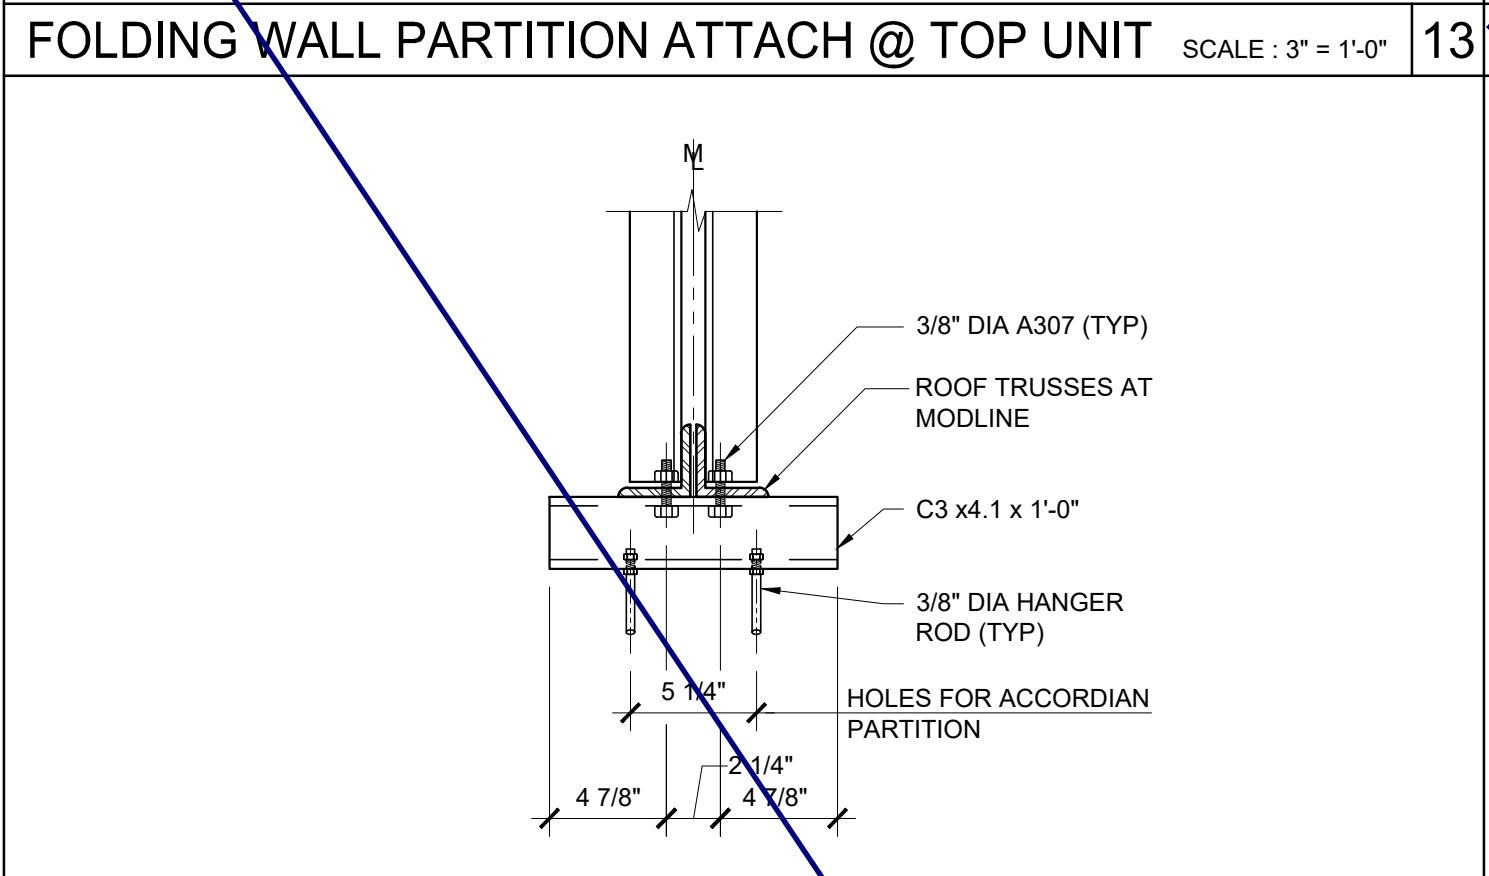 FOLDING WALL PARTITION ATTACH @ TOP UNIT SCALE : 3" = 1'-0" 13
ML
3/8" DIA A307 (TYP)
ROOF TRUSSES AT
MODLINE
C3 x4.1 x 1'-0"
3/8" DIA HANGER
ROD (TYP)
5 1/4"
HOLES FOR ACCORDIAN
PARTITION
2 1/4"
4 7/8" 4 7/8"